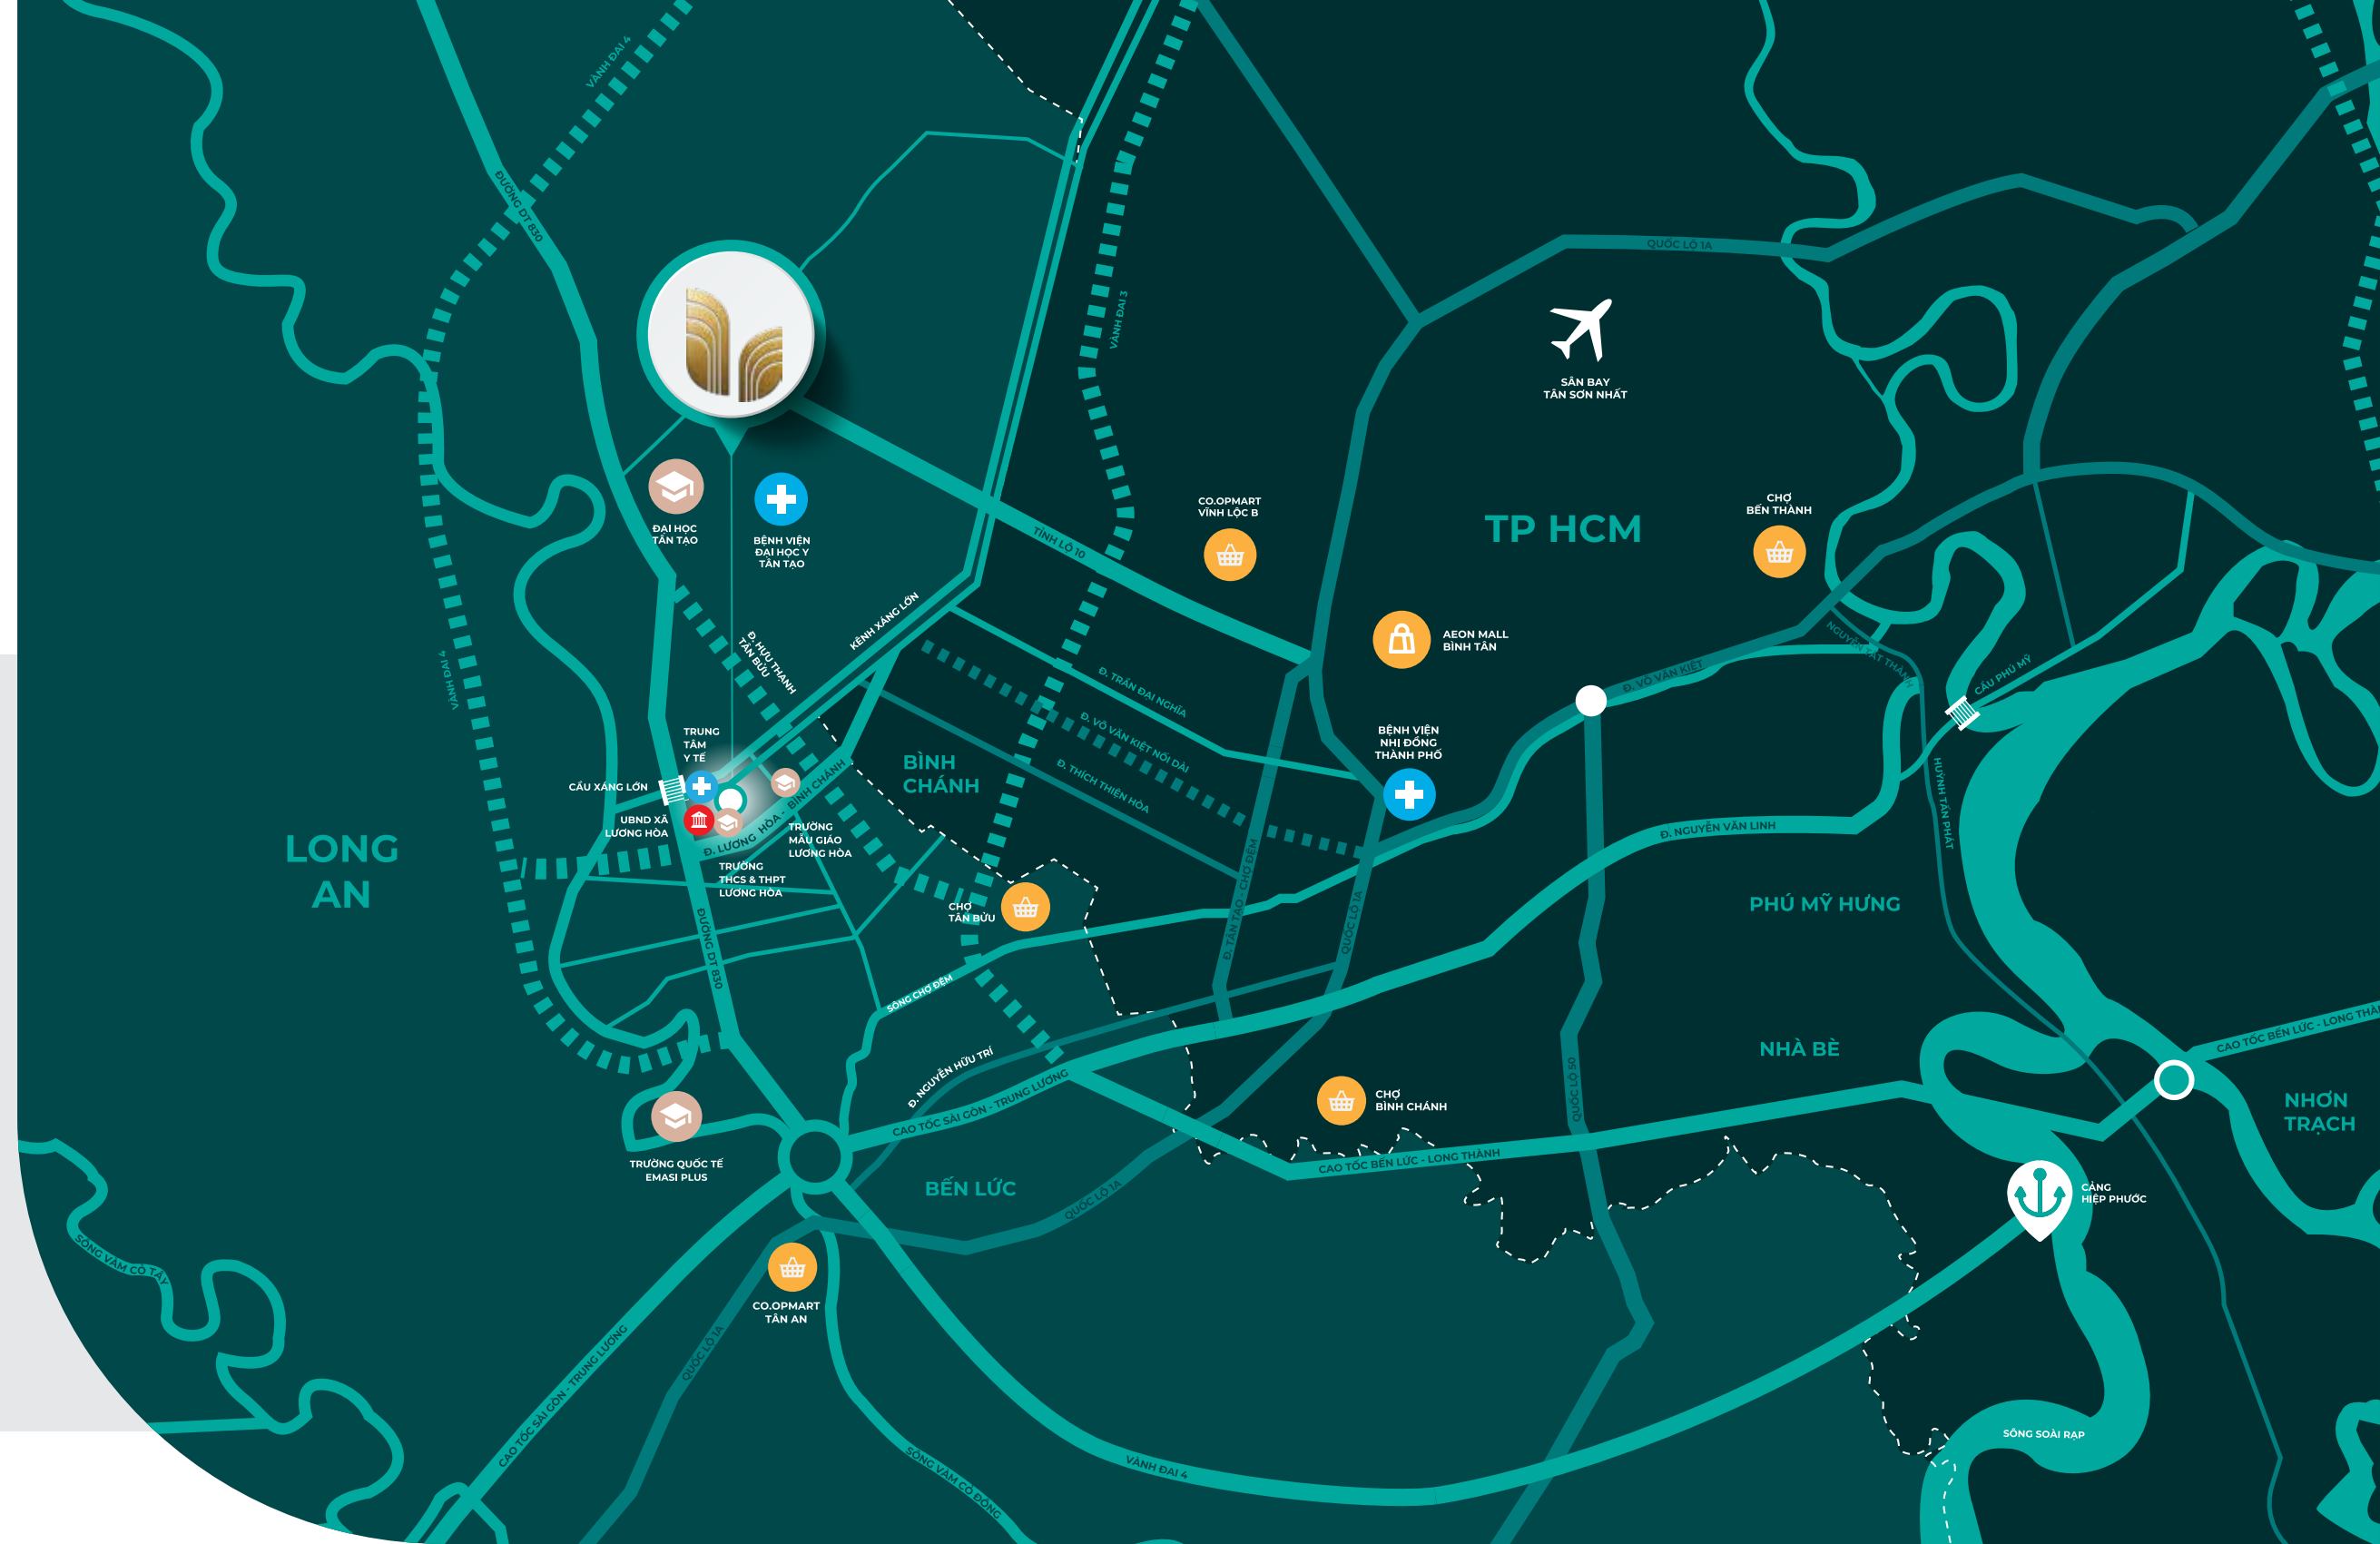 VÀNH ĐAI 4
ĐƯỜNG DT 830
VÀNH ĐAI 3
QUỐC LỘ 1A
SÂN BAY
TÂN SƠN NHẤT
ĐẠI HỌC
TÂN TẠO
BỆNH VIỆN
ĐẠI HỌC Y
TÂN TẠO
TỈNH LỘ 10
CO.OPMART
VĨNH LỘC B
TP HCM
CHỢ
BẾN THÀNH
KÊNH XÁNG LỚN
Đ. HỰU THẠNH
TÂN BỬU
AEON MALL
BÌNH TÂN
NGUYỄN TẤT THÀNH
CẦU PHÚ MỸ
Đ. VÕ VĂN KIỆT
VÀNH ĐAI 4
Đ. TRẦN ĐẠI NGHĨA
Đ. VÕ VĂN KIỆT NỐI DÀI
Đ. THÍCH THIỆN HÒA
BỆNH VIỆN
NHI ĐỒNG
THÀNH PHỐ
TRUNG
TÂM
Y TẾ
BÌNH
CHÁNH
CẦU XÁNG LỚN
UBND XÃ
LƯƠNG HÒA
Đ. LƯƠNG HÒA - BÌNH CHÁNH
TRƯỜNG
MẪU GIÁO
LƯƠNG HÒA
TRƯỜNG
THCS & THPT
LƯƠNG HÒA
LONG
AN
Đ. NGUYỄN VĂN LINH
HUỲNH TẤN PHÁT
PHÚ MỸ HƯNG
CHỢ
TÂN BỬU
Đ. TÂN TẠO - CHỢ ĐỆM
QUỐC LỘ 1A
ĐƯỜNG DT 830
SÔNG CHỢ ĐỆM
Đ. NGUYỄN HỮU TRÍ
CAO TỐC SÀI GÒN - TRUNG LƯƠNG
CHỢ
BÌNH CHÁNH
QUỐC LỘ 50
NHÀ BÈ
CAO TỐC BẾN LỨC - LONG
NHƠN
TRẠCH
TRƯỜNG QUỐC TẾ
EMASI PLUS
BẾN LỨC
QUỐC LỘ 1A
CAO TỐC BẾN LỨC - LONG THÀNH
CẢNG
HIỆP PHƯỚC
SÔNG VÀM CỎ TÂY
CO.OPMART
TÂN AN
QUỐC LỘ 1A
CAO TỐC SÀI GÒN - TRUNG LƯƠNG
SÔNG VÀM CỎ ĐÔNG
VÀNH ĐAI 4
SÔNG SOÀI RẠP